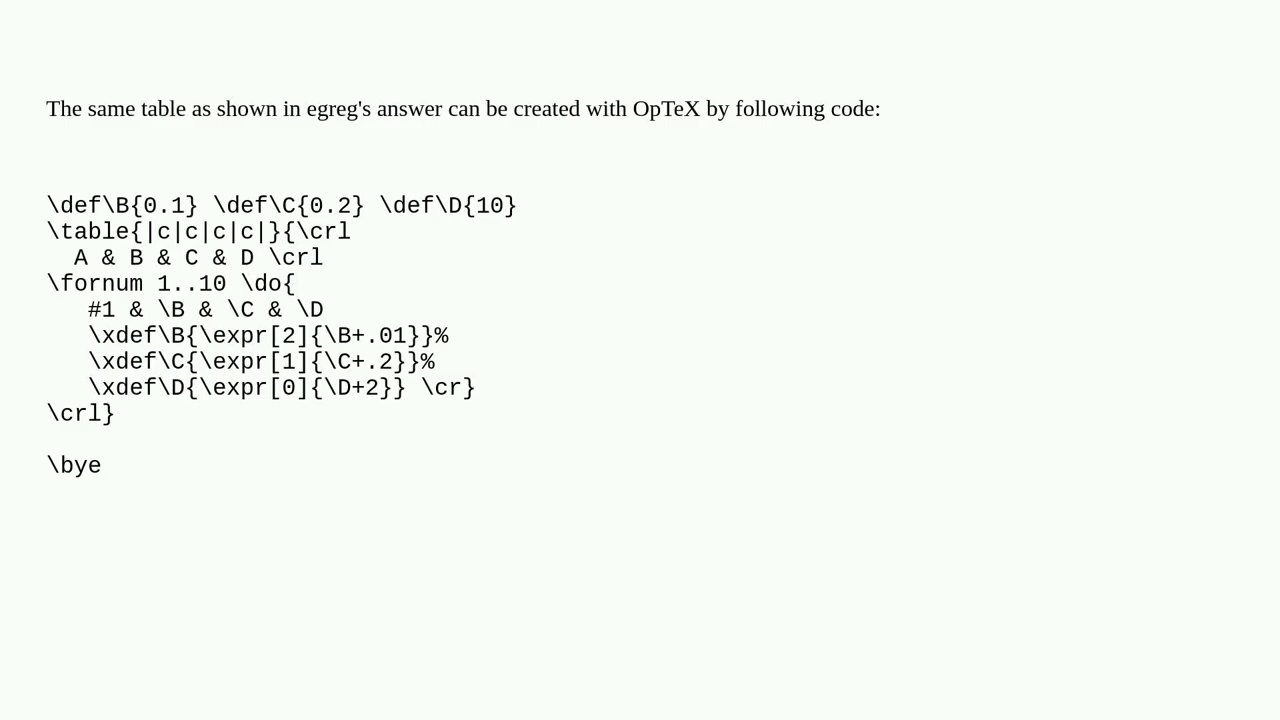 The same table as shown in egreg's answer can be created with OpTeX by following code:
\def\B{0.1} \def\C{0.2} \def\D{10}
\table{|c|c|c|c|}{\crl
  A & B & C & D \crl
\fornum 1..10 \do{
   #1 & \B & \C & \D
   \xdef\B{\expr[2]{\B+.01}}%
   \xdef\C{\expr[1]{\C+.2}}%
   \xdef\D{\expr[0]{\D+2}} \cr}
\crl}
\bye